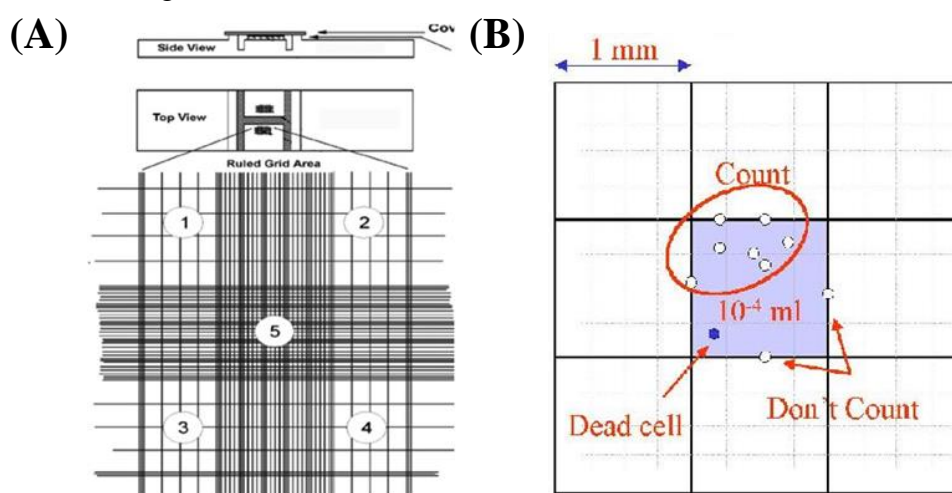 (A)
Side View
Top View
Ruled Grid Area
1
2
5
3
4
(B)
1 mm
Count
10⁻⁴ ml
Dead cell
Don`t Count